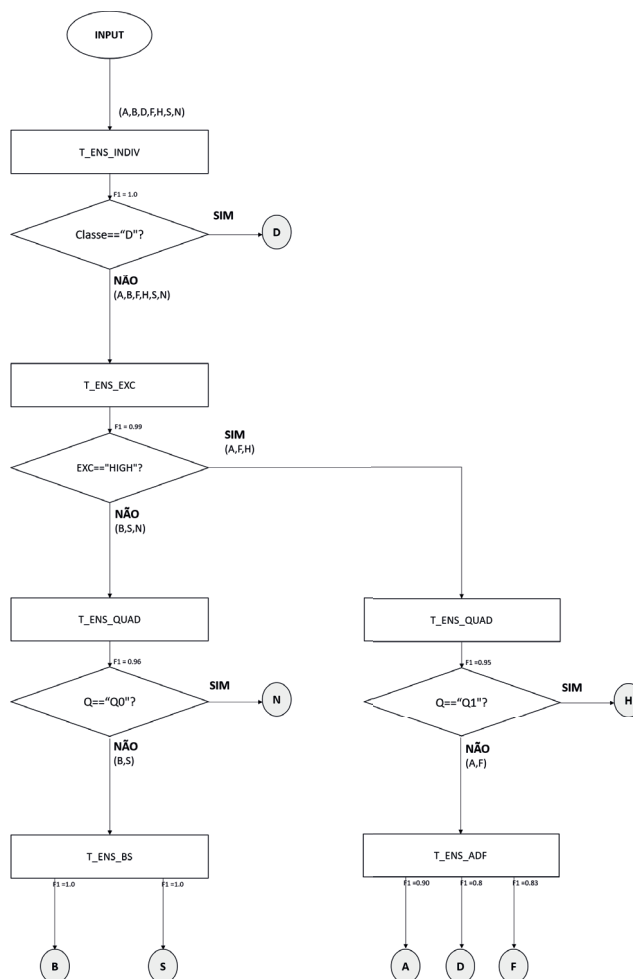 INPUT
(A,B,D,F,H,S,N)
T_ENS_INDIV
F1 = 1.0
Classe==“D"?
SIM
D
NÃO
(A,B,F,H,S,N)
T_ENS_EXC
F1 = 0.99
EXC=="HIGH"?
SIM
(A,F,H)
NÃO
(B,S,N)
T_ENS_QUAD
T_ENS_QUAD
F1 = 0.96
F1 =0.95
Q==“Q0"?
SIM
N
Q==“Q1"?
SIM
H
NÃO
(B,S)
NÃO
(A,F)
T_ENS_BS
T_ENS_ADF
F1 =1.0
F1 =1.0
F1 =0.90
F1 =0.8
F1 =0.83
B
S
A
D
F